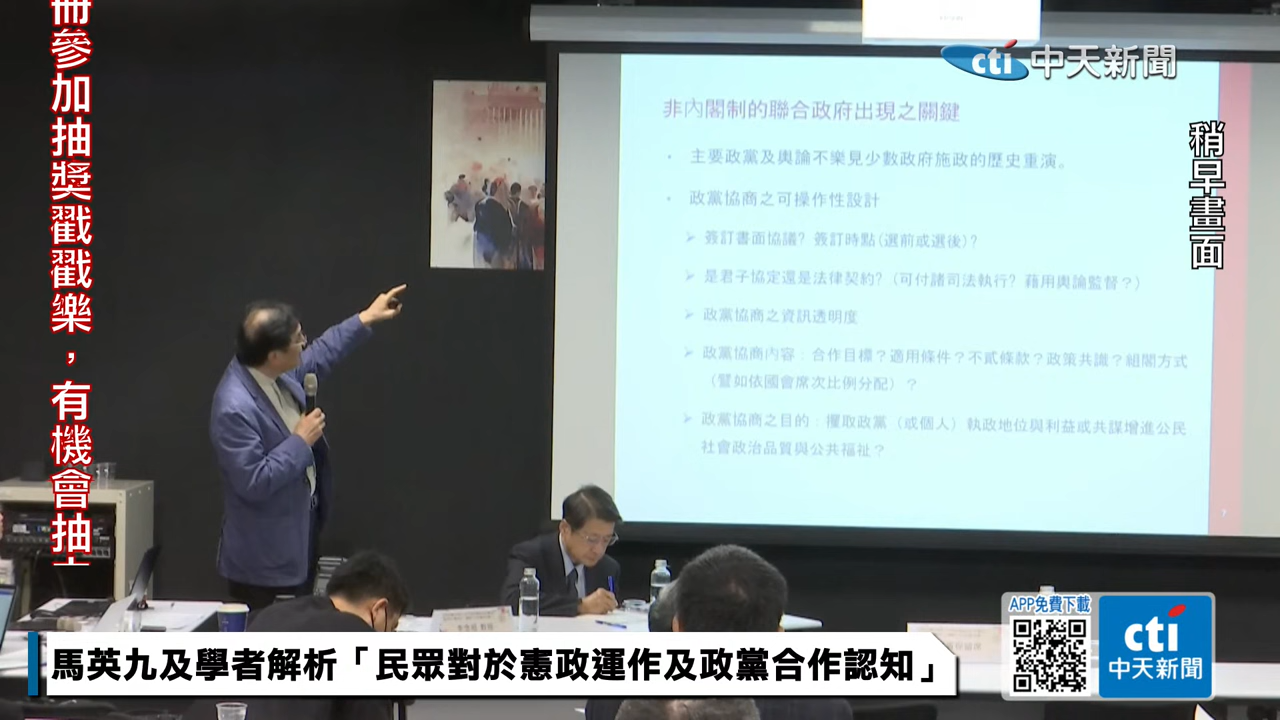 冊參加抽獎戳戳樂，有機會抽
cti 中天新聞
稍早畫面
非內閣制的聯合政府出現之關鍵
· 主要政黨及輿論不樂見少數政府施政的歷史重演。
· 政黨協商之可操作性設計
➢ 簽訂書面協議？簽訂時點(選前或選後)？
➢ 是君子協定還是法律契約？（可付諸司法執行？藉用輿論監督？）
➢ 政黨協商之資訊透明度
➢ 政黨協商內容：合作目標？適用條件？不貳條款？政策共識？組閣方式
（譬如依國會席次比例分配）？
➢ 政黨協商之目的：攫取政黨（或個人）執政地位與利益或共謀增進公民
社會政治品質與公共福祉？
7
馬英九及學者解析「民眾對於憲政運作及政黨合作認知」
APP免費下載
cti
中天新聞